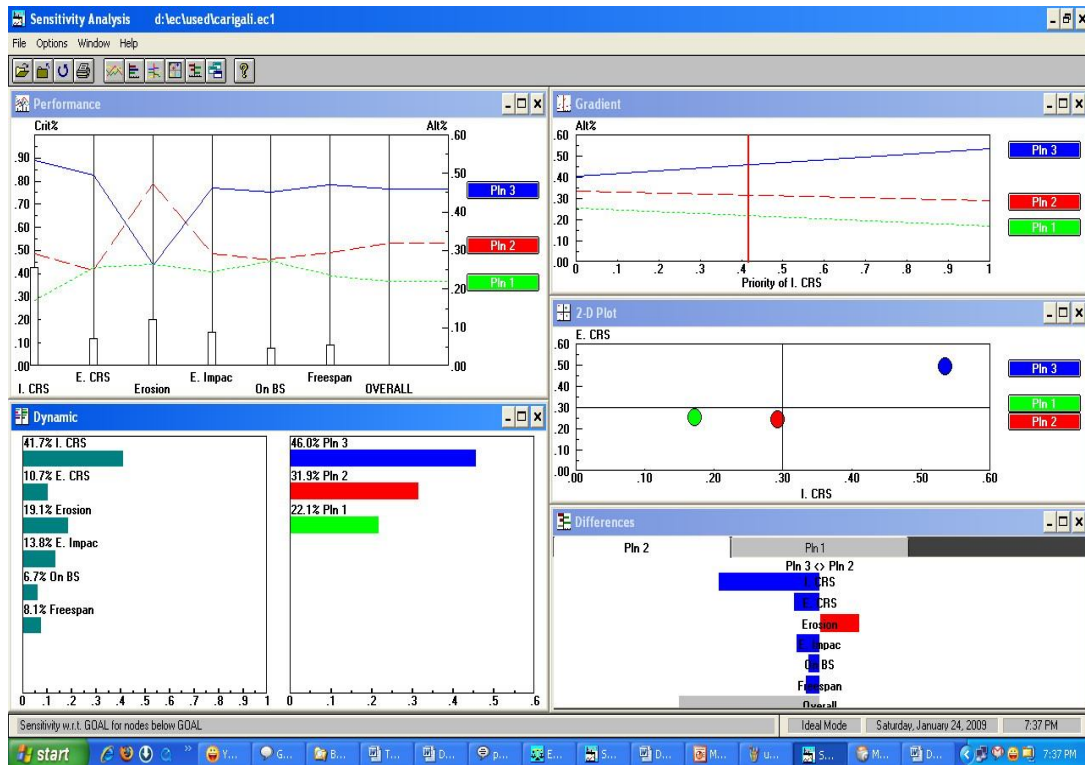 Sensitivity Analysis d:\ec\used\carigali.ec1
File Options Window Help
Performance
Crit% Alt%
.90
.80
.70
.60
.50
.40
.30
.20
.10
.00
.60
.50
.40
.30
.20
.10
.00
Pln 3
Pln 2
Pln 1
I. CRS E. CRS Erosion E. Impac On BS Freespan OVERALL
Gradient
Alt%
.60
.50
.40
.30
.20
.10
.00
0 .1 .2 .3 .4 .5 .6 .7 .8 .9 1
Priority of I. CRS
Pln 3
Pln 2
Pln 1
2-D Plot
E. CRS
.60
.50
.40
.30
.20
.10
.00 .00 .10 .20 .30 .40 .50 .60
I. CRS
Pln 3
Pln 1
Pln 2
Dynamic
41.7% I. CRS
10.7% E. CRS
19.1% Erosion
13.8% E. Impac
6.7% On BS
8.1% Freespan
0 .1 .2 .3 .4 .5 .6 .7 .8 .9 1
46.0% Pln 3
31.9% Pln 2
22.1% Pln 1
0 .1 .2 .3 .4 .5 .6
Differences
Pln 2 Pln 1
Pln 3 <> Pln 2
I. CRS
E. CRS
Erosion
E. Impac
On BS
Freespan
Overall
Sensitivity w.r.t. GOAL for nodes below GOAL Ideal Mode Saturday, January 24, 2009 7:37 PM
start Y... G... B... T... D... p... E... S... D... M... u... S... M... D... 7:37 PM